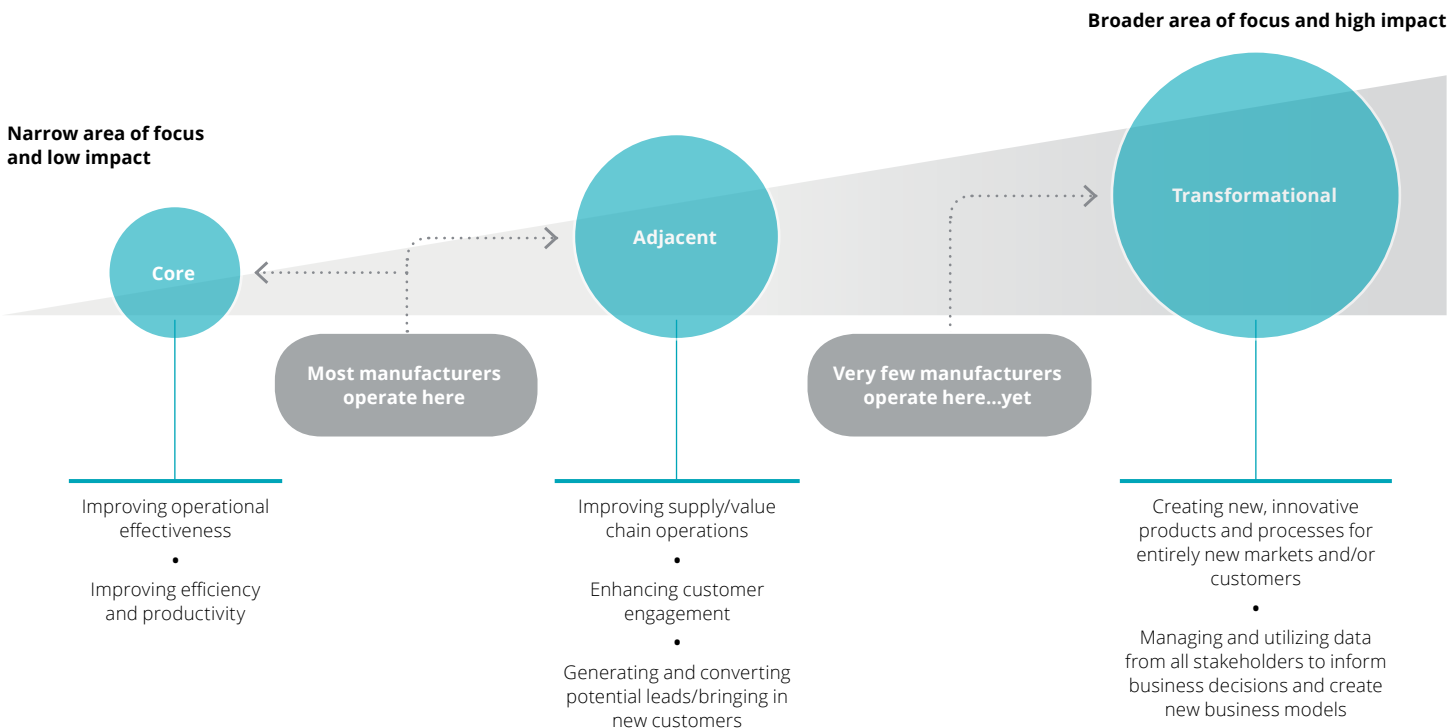 Broader area of focus and high impact
Narrow area of focus
and low impact
Core
Adjacent
Transformational
Most manufacturers
operate here
Very few manufacturers
operate here...yet
Improving operational
effectiveness
•
Improving efficiency
and productivity
Improving supply/value
chain operations
•
Enhancing customer
engagement
•
Generating and converting
potential leads/bringing in
new customers
Creating new, innovative
products and processes for
entirely new markets and/or
customers
•
Managing and utilizing data
from all stakeholders to inform
business decisions and create
new business models